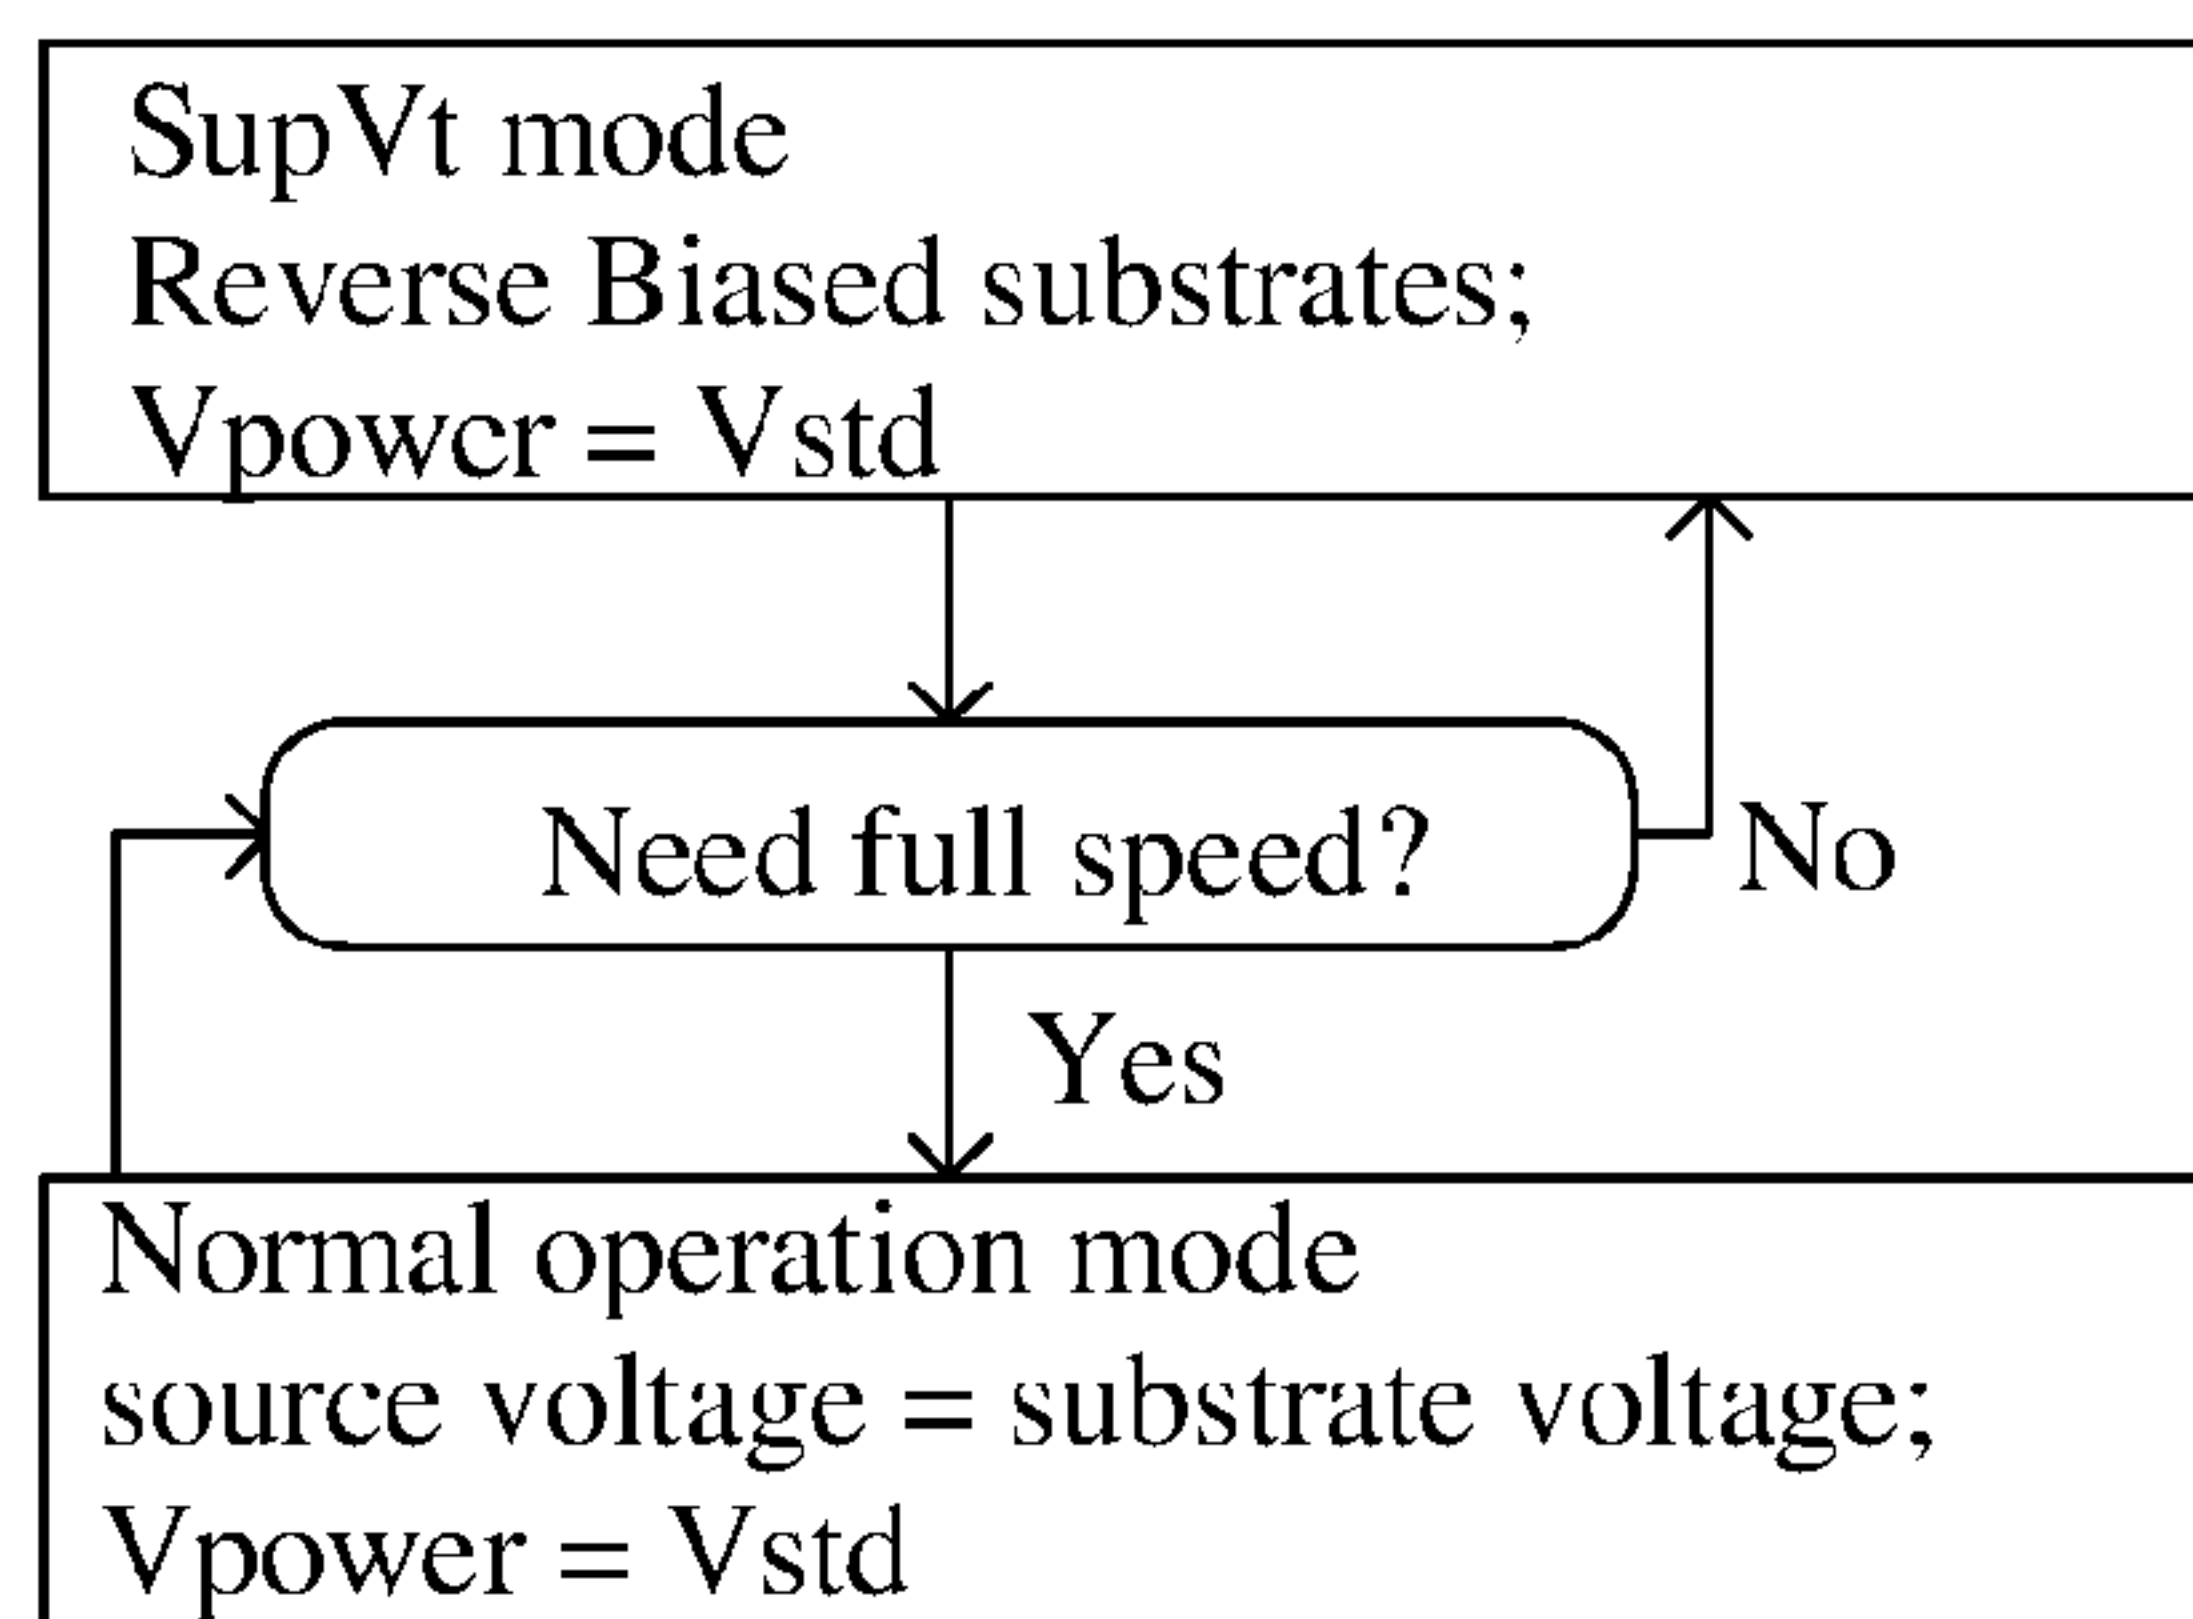 SupVt mode
Reverse Biased substrates;
Vpower = Vstd
Need full speed?
No
Yes
Normal operation mode
source voltage = substrate voltage;
Vpower = Vstd